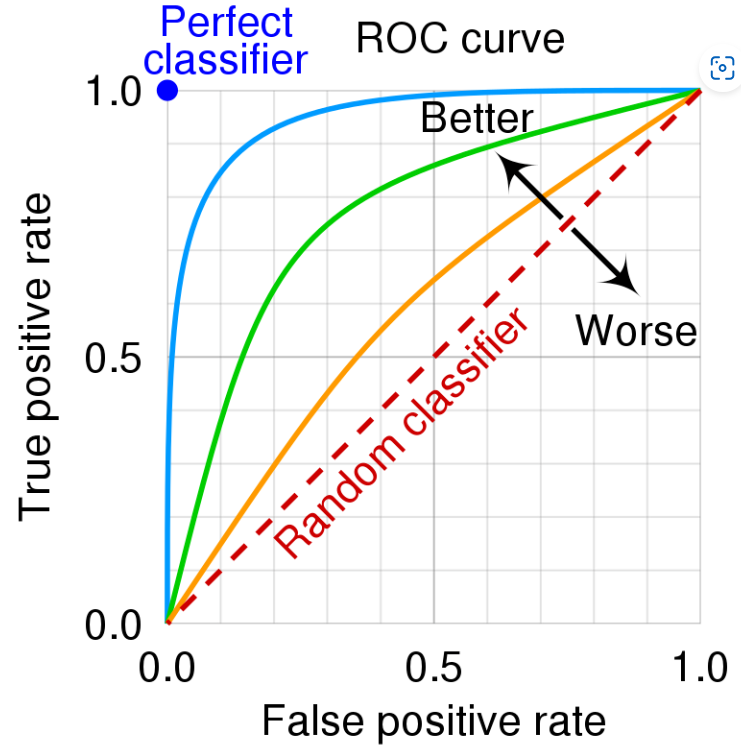 Perfect
classifier
ROC curve
1.0
Better
True positive rate
0.5
Worse
Random classifier
0.0
0.0
0.5
1.0
False positive rate